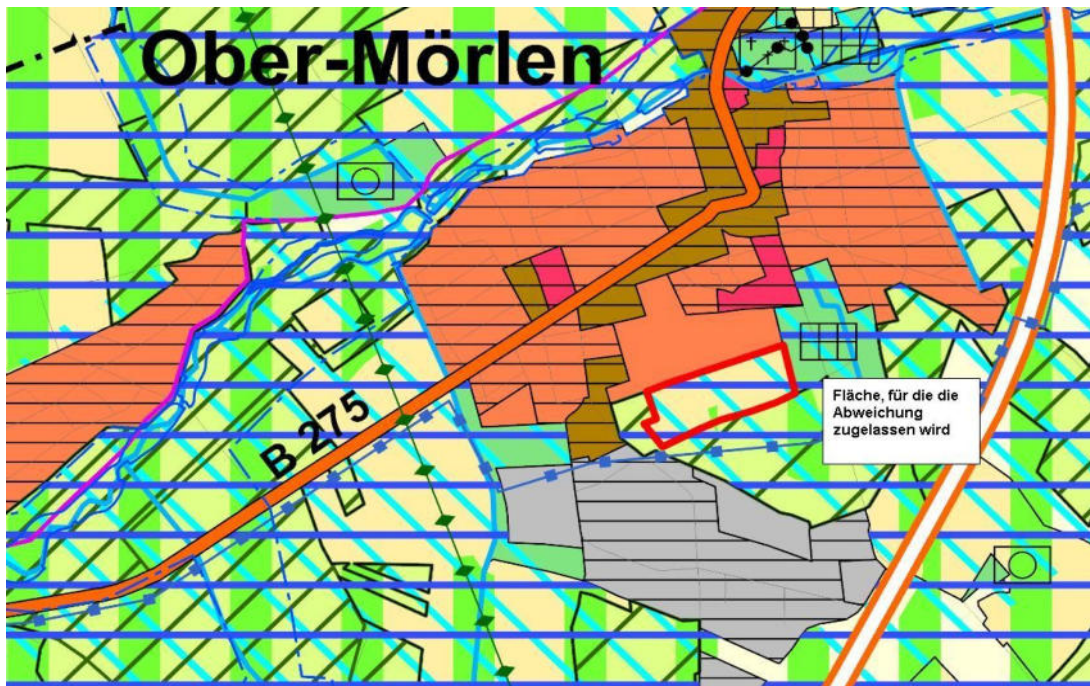 Ober-Mörlen
B 275
Fläche, für die die
Abweichung
zugelassen wird